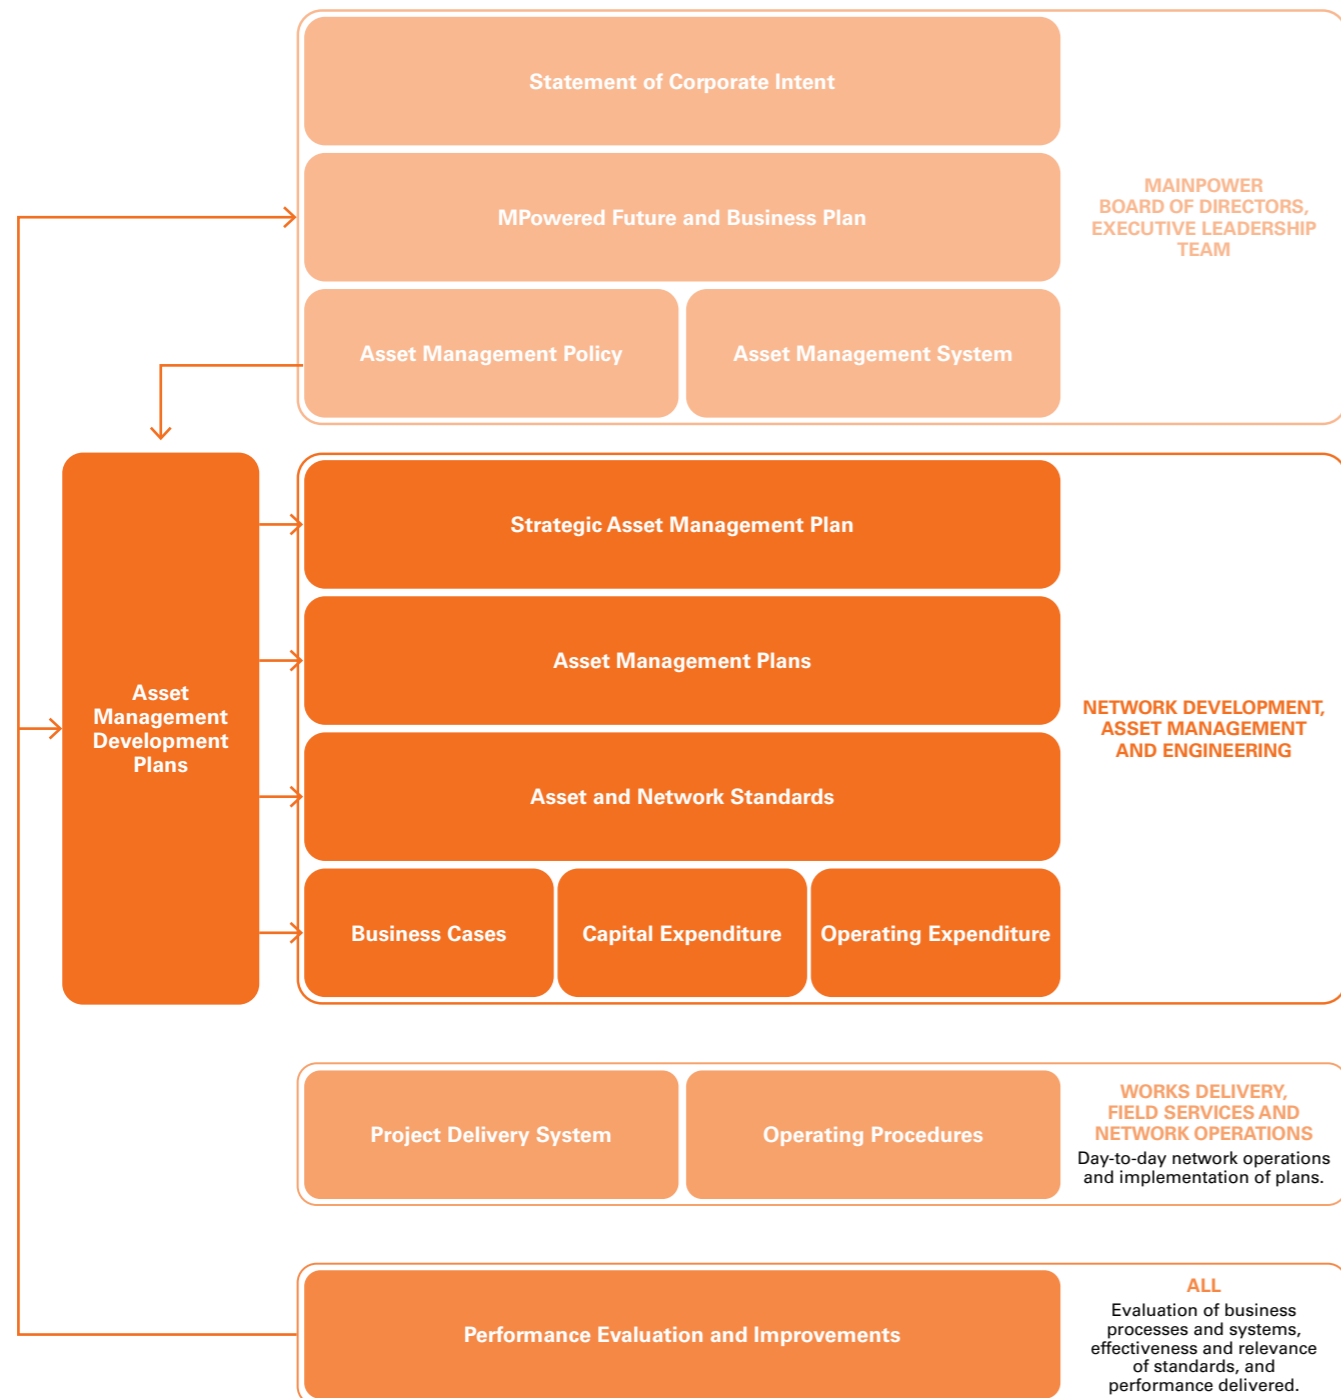 Statement of Corporate Intent
MPowered Future and Business Plan
Asset Management Policy
Asset Management System
MAINPOWER
BOARD OF DIRECTORS,
EXECUTIVE LEADERSHIP
TEAM
Asset
Management
Development
Plans
Strategic Asset Management Plan
Asset Management Plans
Asset and Network Standards
Business Cases
Capital Expenditure
Operating Expenditure
NETWORK DEVELOPMENT,
ASSET MANAGEMENT
AND ENGINEERING
Project Delivery System
Operating Procedures
WORKS DELIVERY,
FIELD SERVICES AND
NETWORK OPERATIONS
Day-to-day network operations
and implementation of plans.
Performance Evaluation and Improvements
ALL
Evaluation of business
processes and systems,
effectiveness and relevance
of standards, and
performance delivered.